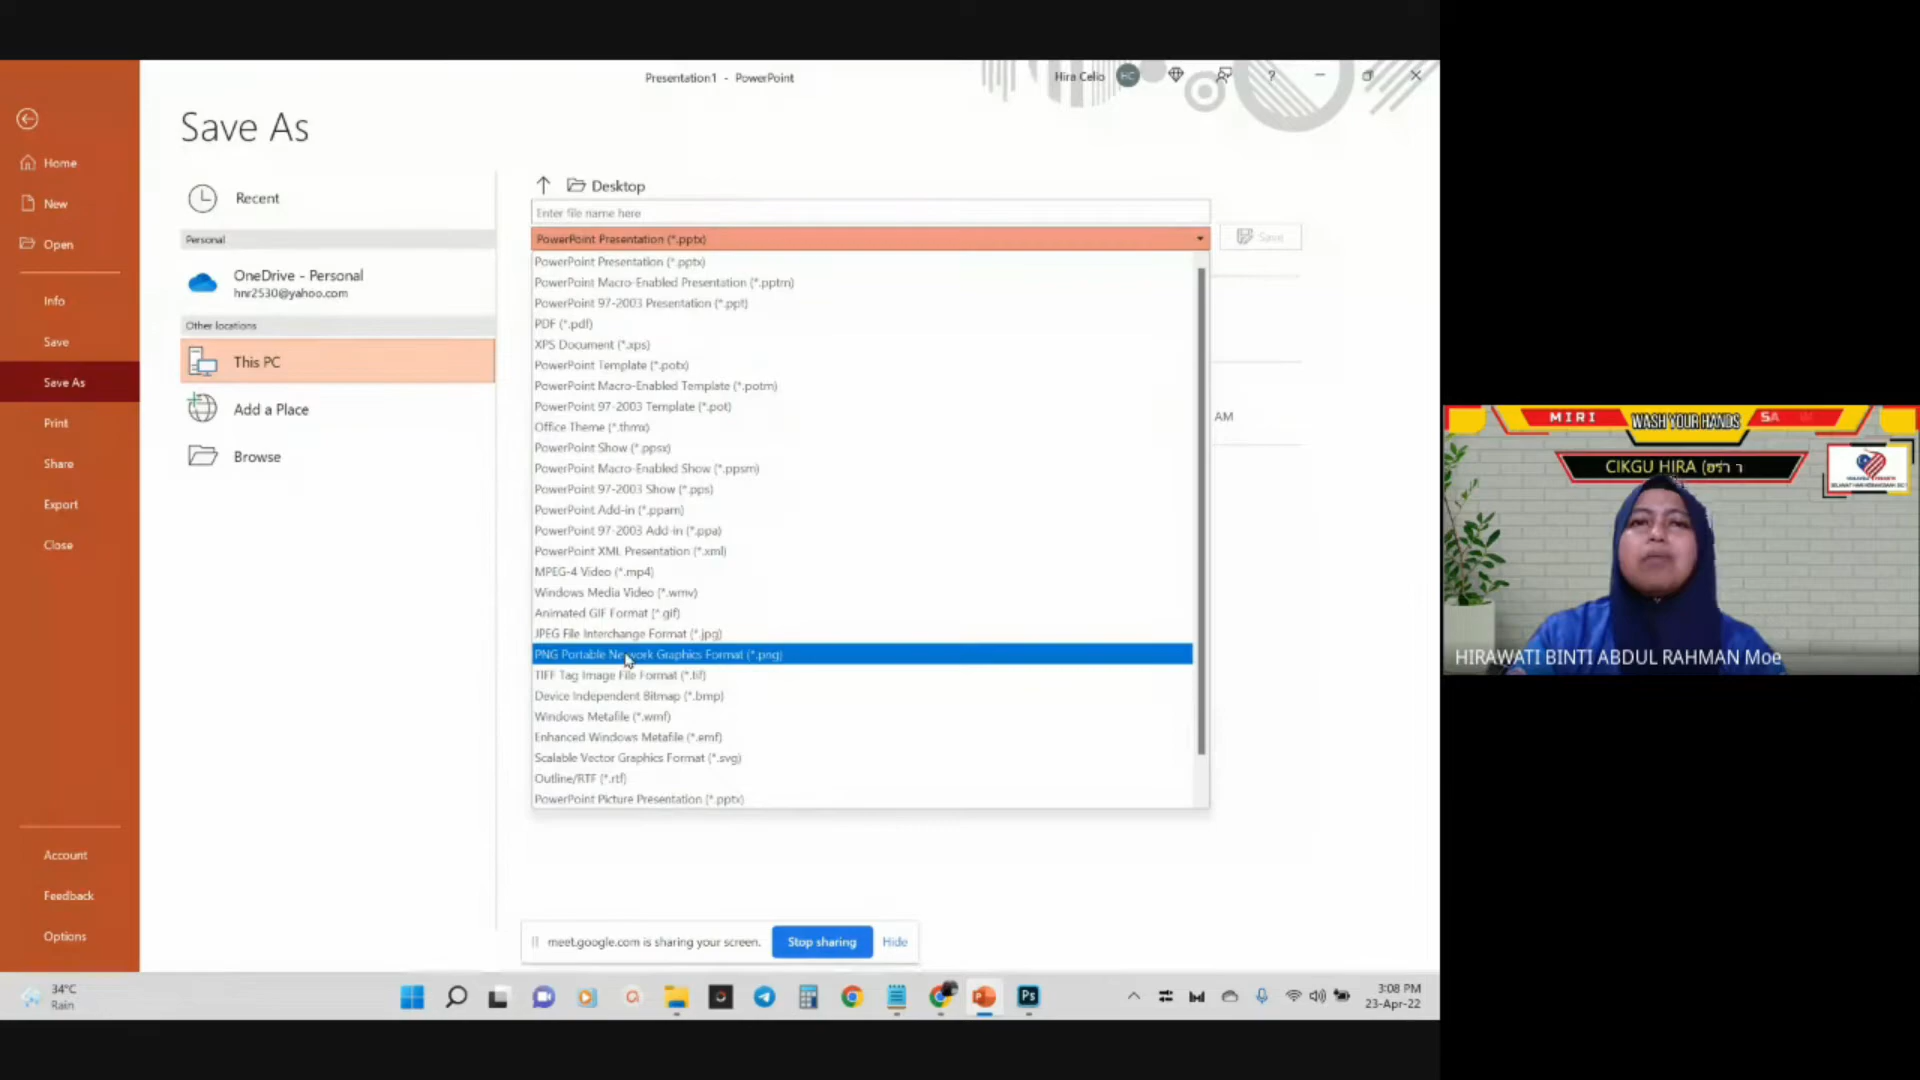 Presentation1 - PowerPoint
Hira Celio
HC
?
Save As
Home
New
Open
Info
Save
Save As
Print
Share
Export
Close
Account
Feedback
Options
Recent
Personal
OneDrive - Personal
hnr2530@yahoo.com
Other locations
This PC
Add a Place
Browse
Desktop
Enter file name here
PowerPoint Presentation (*.pptx)
Save
PowerPoint Presentation (*.pptx)
PowerPoint Macro-Enabled Presentation (*.pptm)
PowerPoint 97-2003 Presentation (*.ppt)
PDF (*.pdf)
XPS Document (*.xps)
PowerPoint Template (*.potx)
PowerPoint Macro-Enabled Template (*.potm)
PowerPoint 97-2003 Template (*.pot)
AM
Office Theme (*.thmx)
PowerPoint Show (*.ppsx)
PowerPoint Macro-Enabled Show (*.ppsm)
PowerPoint 97-2003 Show (*.pps)
PowerPoint Add-in (*.ppam)
PowerPoint 97-2003 Add-in (*.ppa)
PowerPoint XML Presentation (*.xml)
MPEG-4 Video (*.mp4)
Windows Media Video (*.wmv)
Animated GIF Format (*.gif)
JPEG File Interchange Format (*.jpg)
PNG Portable Network Graphics Format (*.png)
TIFF Tag Image File Format (*.tif)
Device Independent Bitmap (*.bmp)
Windows Metafile (*.wmf)
Enhanced Windows Metafile (*.emf)
Scalable Vector Graphics Format (*.svg)
Outline/RTF (*.rtf)
PowerPoint Picture Presentation (*.pptx)
meet.google.com is sharing your screen.
Stop sharing
Hide
34°C
Rain
Ps
3:08 PM
23-Apr-22
MIRI
WASH YOUR HANDS
SA
CIKGU HIRA
HIRAWATI BINTI ABDUL RAHMAN Moe